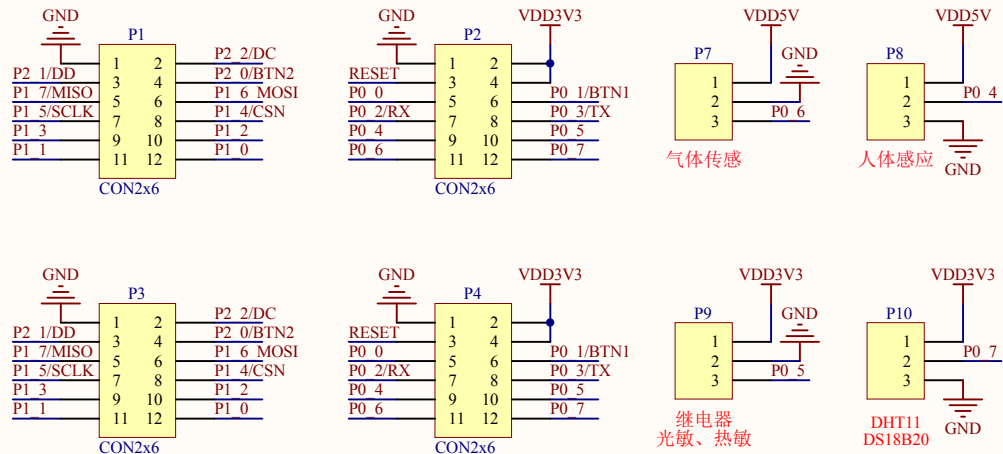 GND
P1
1 2 P2_2/DC
P2_1/DD 3 4 P2_0/BTN2
P1_7/MISO 5 6 P1_6_MOSI
P1_5/SCLK 7 8 P1_4/CSN
P1_3 9 10 P1_2
P1_1 11 12 P1_0
CON2x6
GND VDD3V3
P2
1 2
RESET 3 4
P0_0 5 6 P0_1/BTN1
P0_2/RX 7 8 P0_3/TX
P0_4 9 10 P0_5
P0_6 11 12 P0_7
CON2x6
VDD5V
P7 GND
1
2
3 P0_6
气体传感
VDD5V
P8
1
2 P0_4
3
GND
人体感应
GND
P3
1 2 P2_2/DC
P2_1/DD 3 4 P2_0/BTN2
P1_7/MISO 5 6 P1_6_MOSI
P1_5/SCLK 7 8 P1_4/CSN
P1_3 9 10 P1_2
P1_1 11 12 P1_0
CON2x6
GND VDD3V3
P4
1 2
RESET 3 4
P0_0 5 6 P0_1/BTN1
P0_2/RX 7 8 P0_3/TX
P0_4 9 10 P0_5
P0_6 11 12 P0_7
CON2x6
VDD3V3
P9 GND
1
2
3 P0_5
继电器
光敏、热敏
VDD3V3
P10
1
2 P0_7
3
GND
DHT11
DS18B20